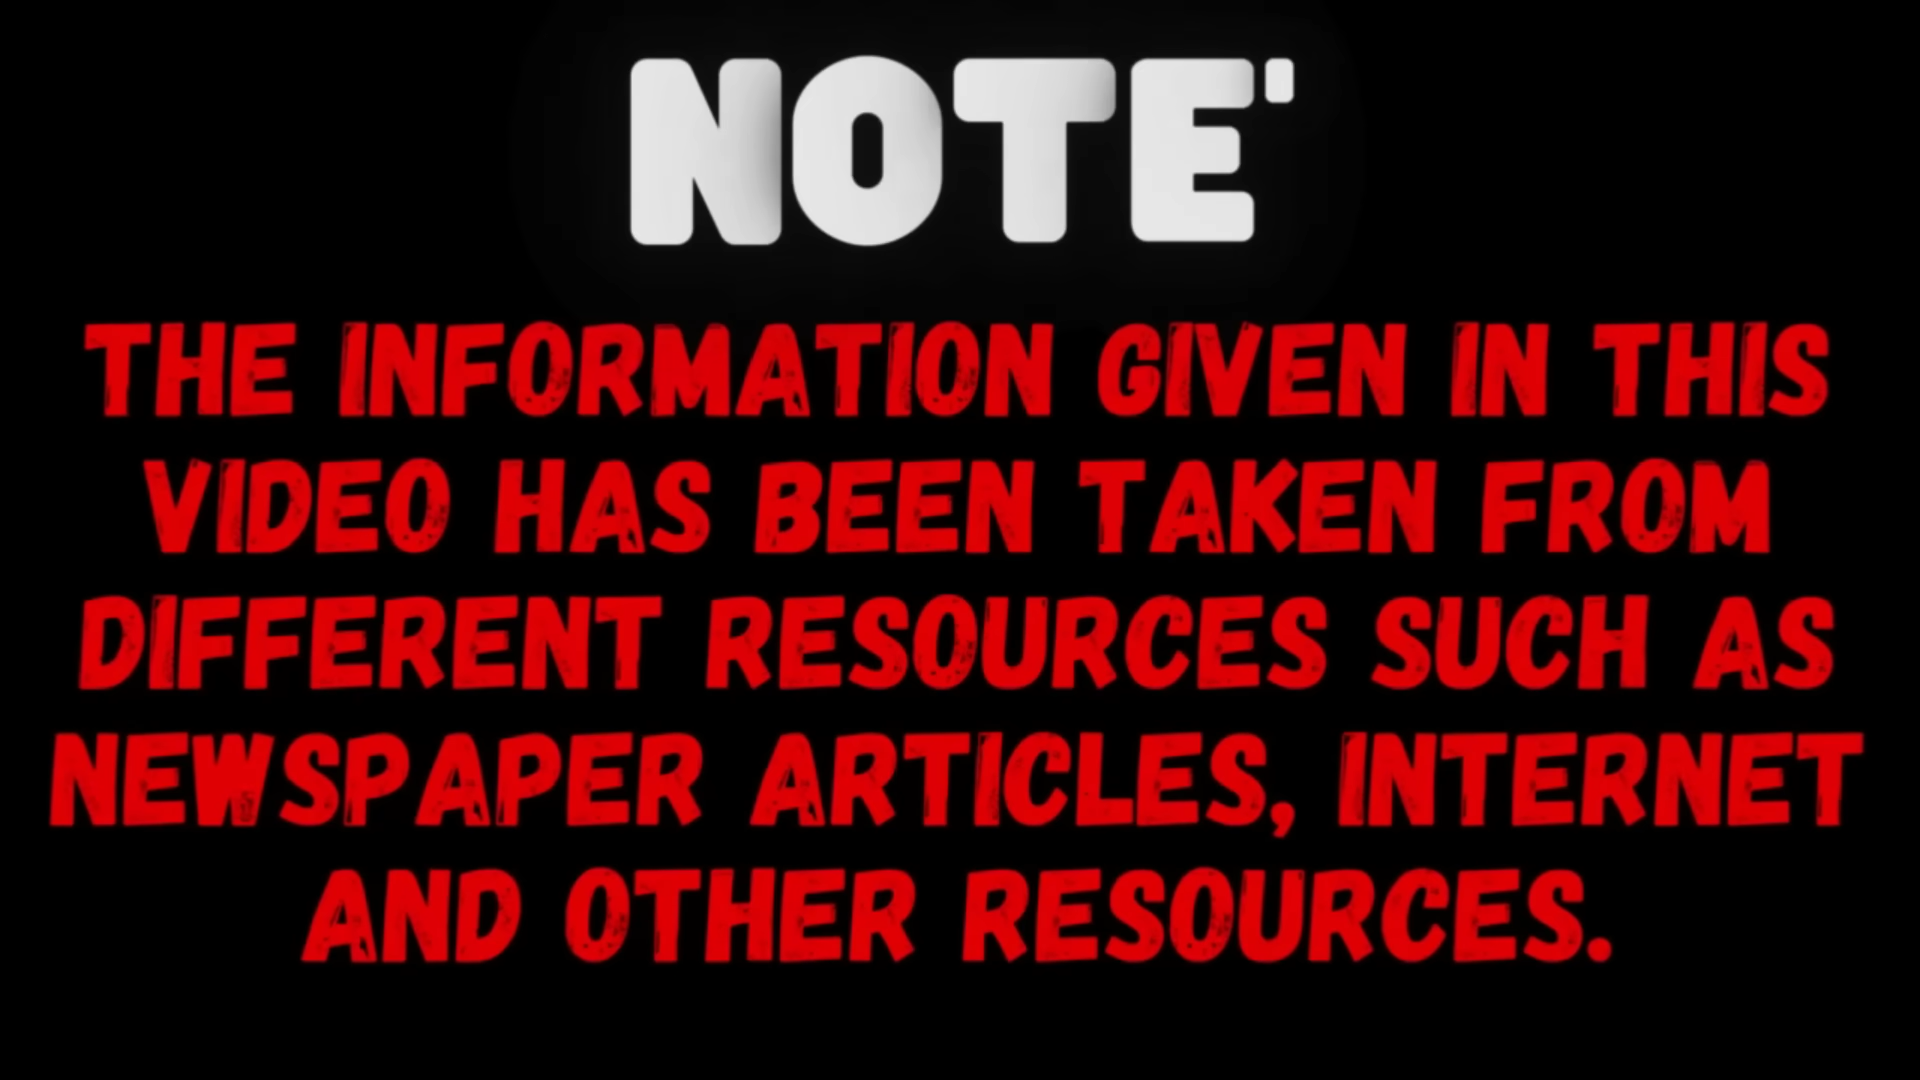 NOTE'
THE INFORMATION GIVEN IN THIS
VIDEO HAS BEEN TAKEN FROM
DIFFERENT RESOURCES SUCH AS
NEWSPAPER ARTICLES, INTERNET
AND OTHER RESOURCES.